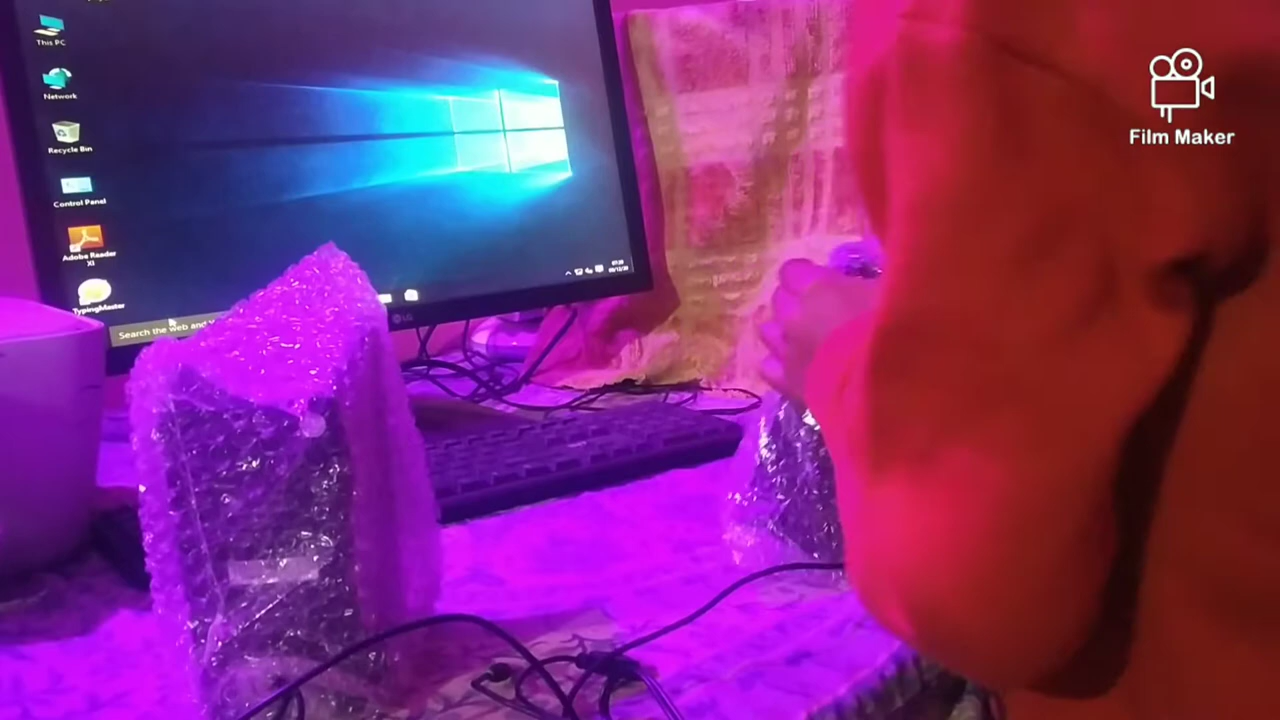 This PC
Network
Recycle Bin
Control Panel
Adobe Reader
XI
TypingMaster
Search the web and
LG
Film Maker